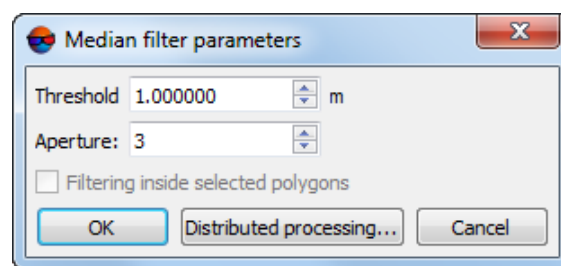 Median filter parameters
Threshold 1.000000 m
Aperture: 3
Filtering inside selected polygons
OK Distributed processing... Cancel